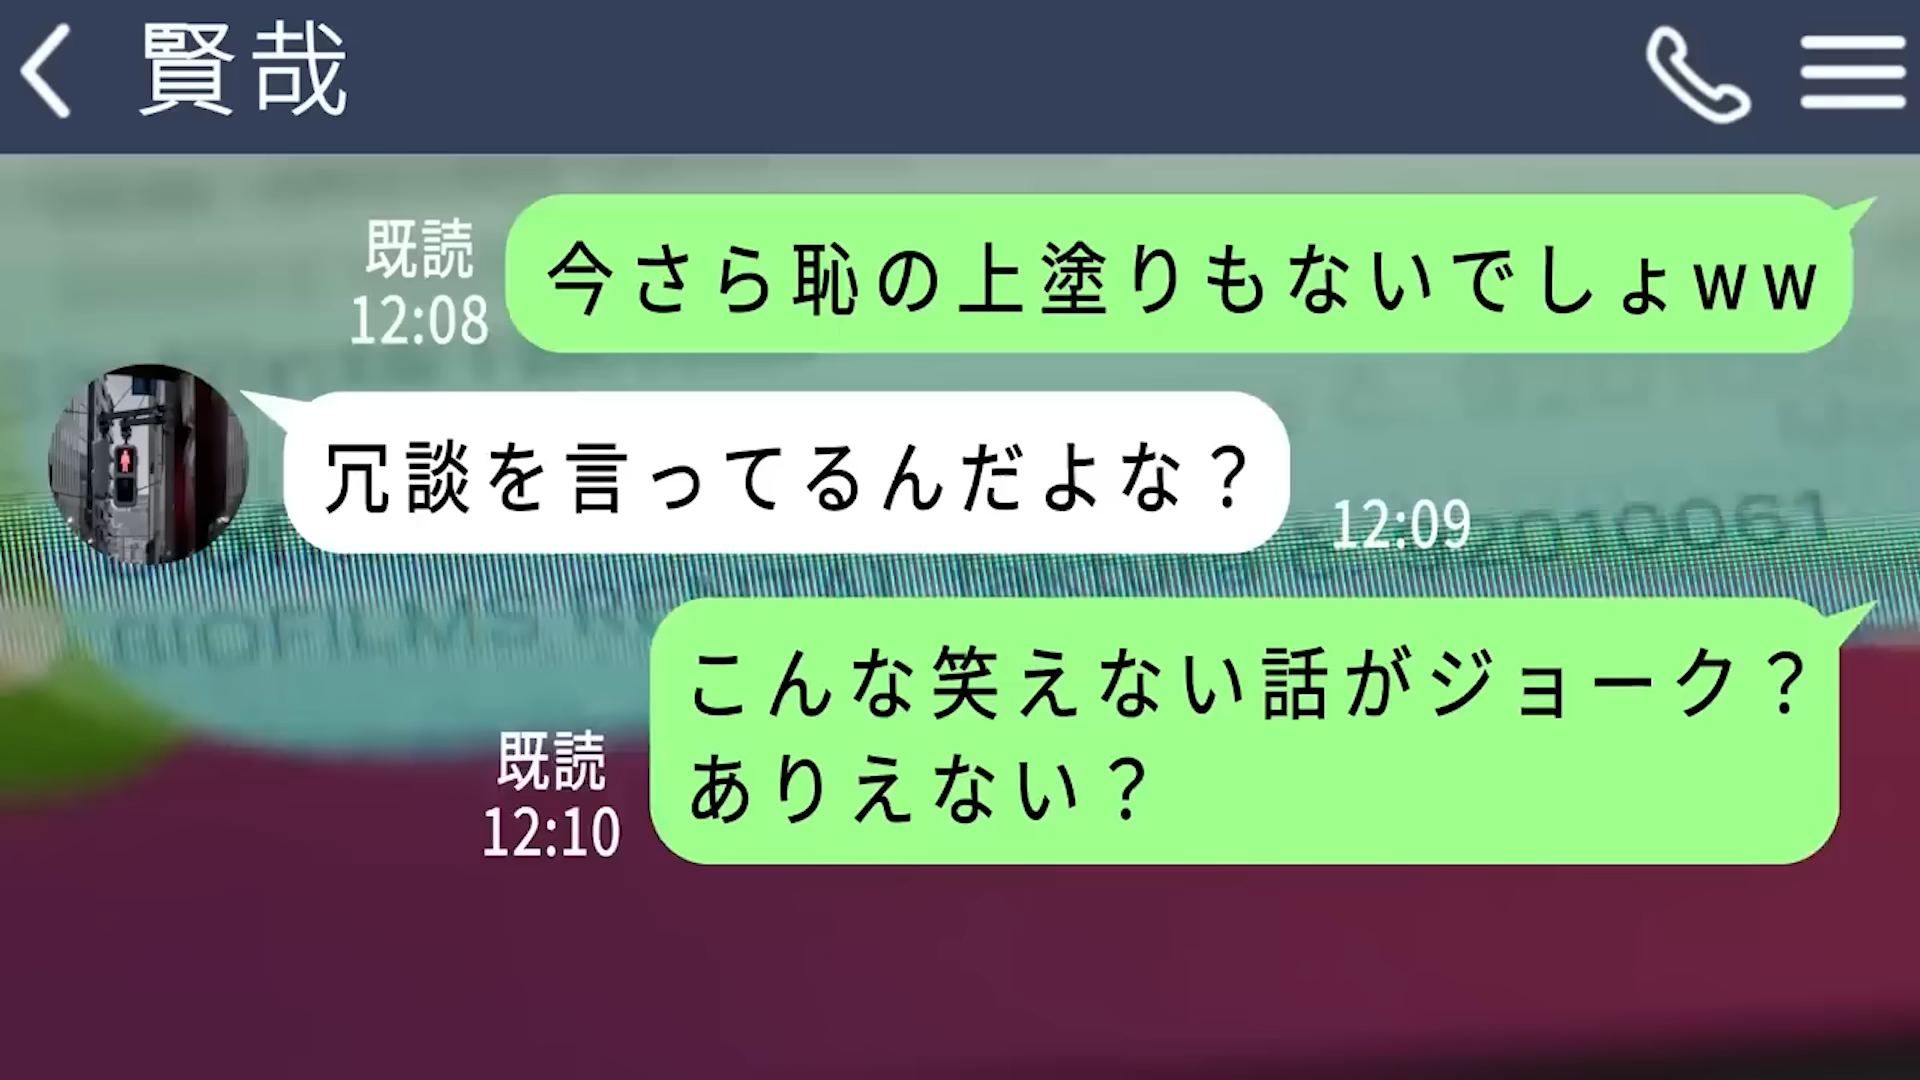 賢哉
今さら恥の上塗りもないでしょww
既読
12:08
冗談を言ってるんだよな？
12:09
こんな笑えない話がジョーク？
ありえない？
既読
12:10